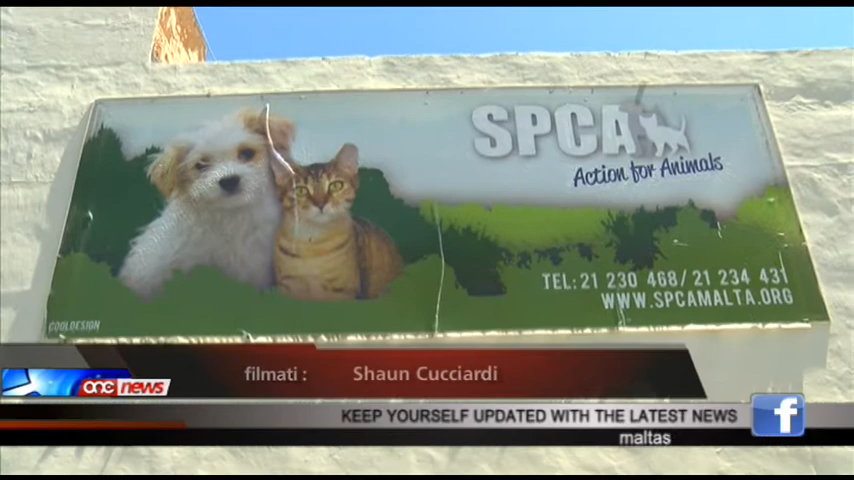 SPCA
Action for Animals
TEL: 21 230 468 / 21 234 431
WWW.SPCAMALTA.ORG
COOLDESIGN
filmati : Shaun Cucciardi
one news
KEEP YOURSELF UPDATED WITH THE LATEST NEWS
maltas
f